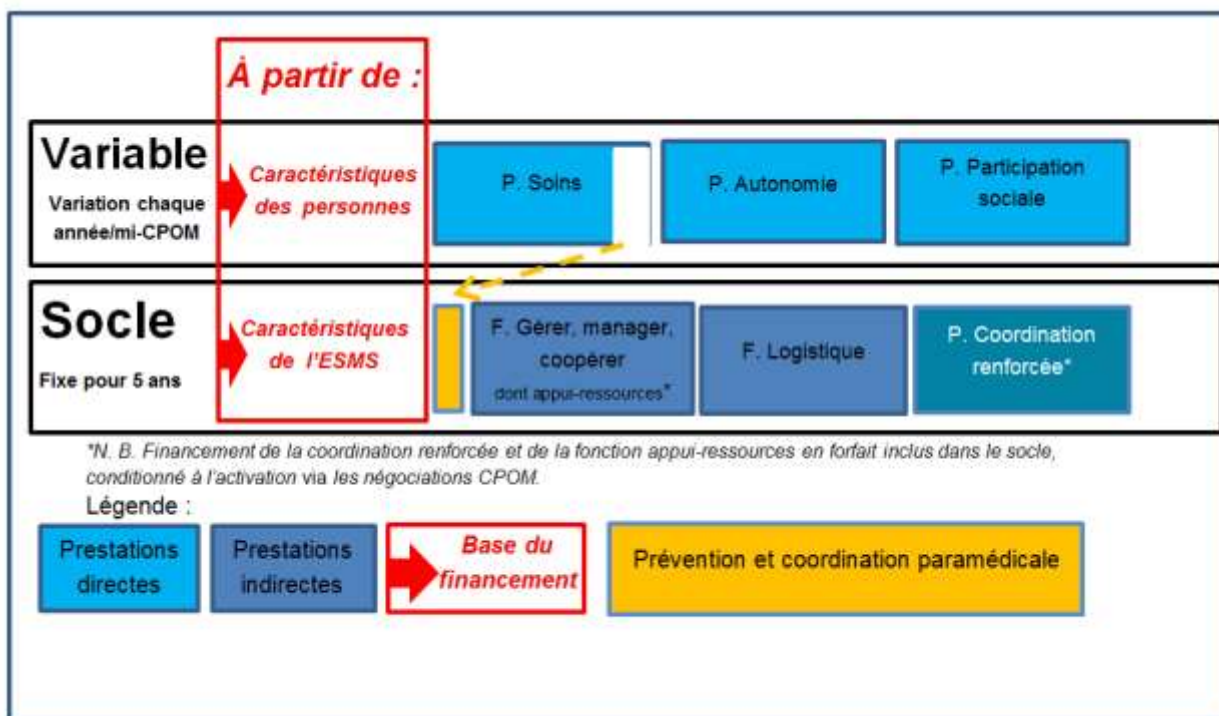 À partir de :
Variable
Variation chaque
année/mi-CPOM
Caractéristiques
des personnes
P. Soins
P. Autonomie
P. Participation
sociale
Socle
Fixe pour 5 ans
Caractéristiques
de l'ESMS
F. Gérer, manager,
coopérer
dont appui-ressources*
F. Logistique
P. Coordination
renforcée*
*N. B. Financement de la coordination renforcée et de la fonction appui-ressources en forfait inclus dans le socle,
conditionné à l'activation via les négociations CPOM.
Légende :
Prestations
directes
Prestations
indirectes
Base du
financement
Prévention et coordination paramédicale